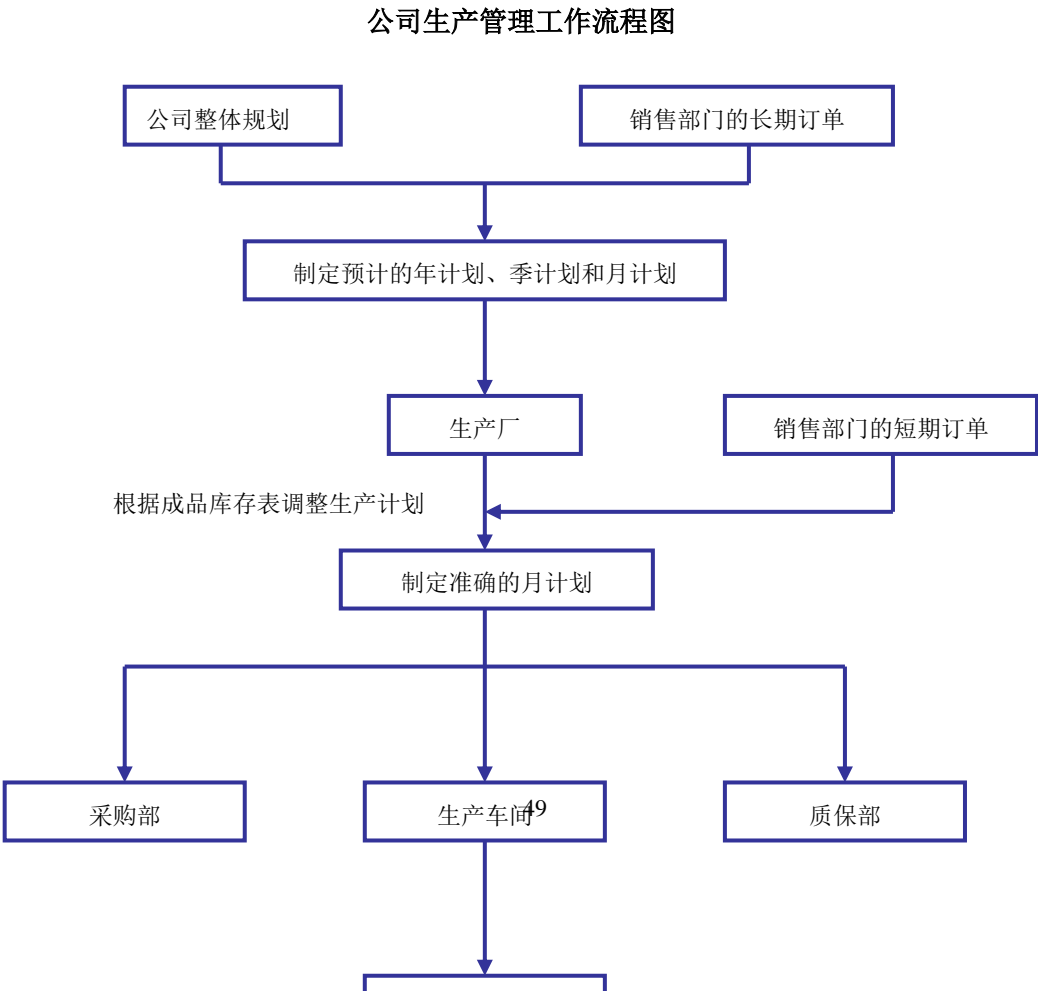 公司生产管理工作流程图
公司整体规划
销售部门的长期订单
制定预计的年计划、季计划和月计划
生产厂
销售部门的短期订单
根据成品库存表调整生产计划
制定准确的月计划
采购部
生产车间
49
质保部